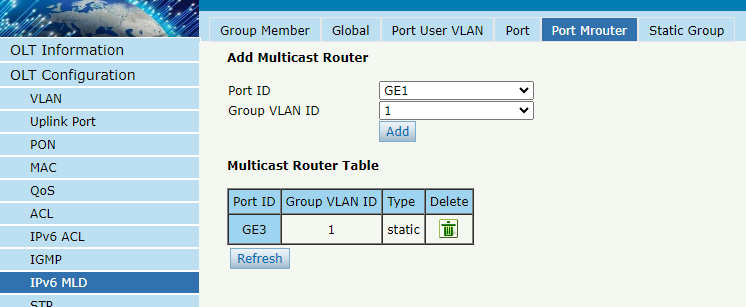 Group Member Global Port User VLAN Port Port Mrouter Static Group
OLT Information
OLT Configuration
VLAN
Uplink Port
PON
MAC
QoS
ACL
IPv6 ACL
IGMP
IPv6 MLD
STP
Add Multicast Router
Port ID GE1
Group VLAN ID 1
Add
Multicast Router Table
Port ID Group VLAN ID Type Delete
GE3 1 static
Refresh